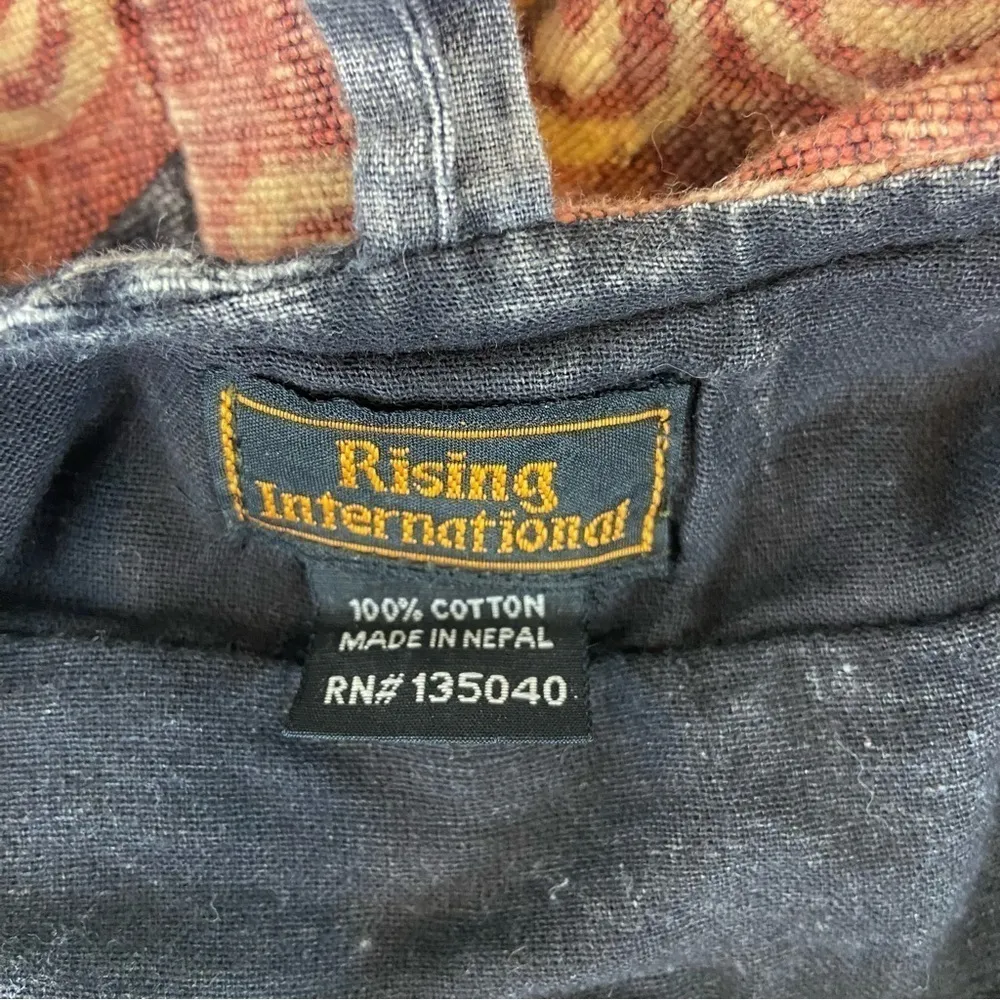 Rising
International
100% COTTON
MADE IN NEPAL
RN# 135040